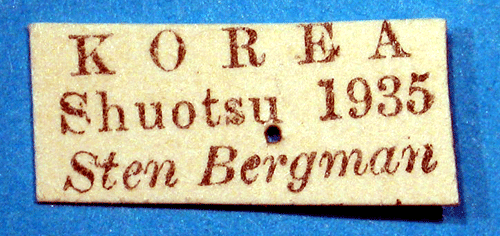 KOREA
Shuotsu 1935
Sten Bergman